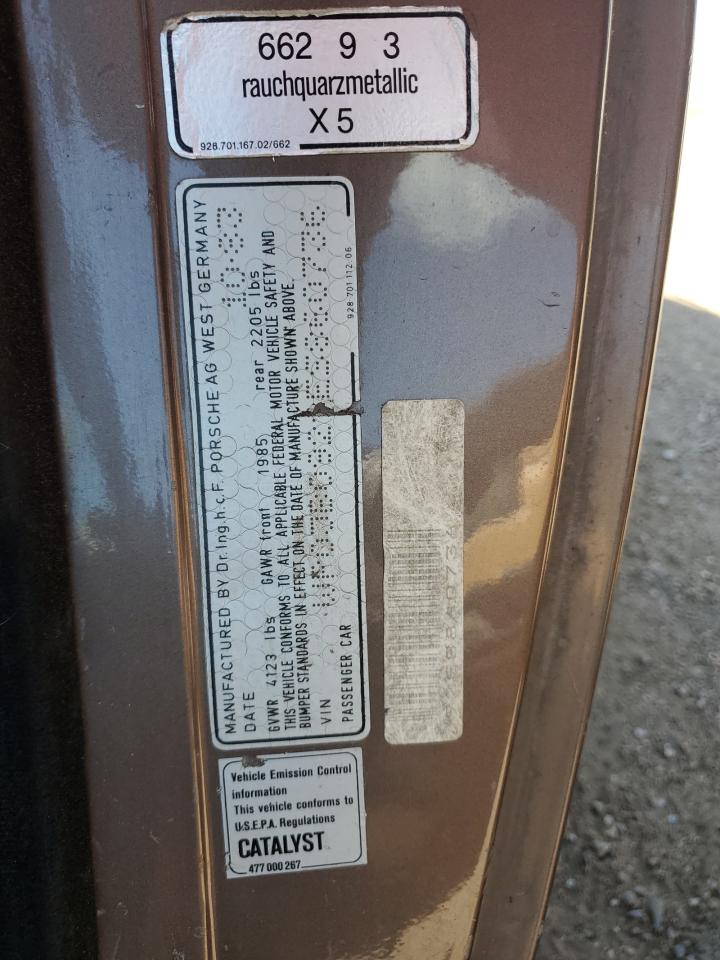 662 9 3
rauchquarzmetallic
X5
928.701.167.02/662
MANUFACTURED BY Dr.Ing.h.c.F. PORSCHE AG WEST GERMANY
DATE
GVWR 4123 lbs GAWR front 1985 rear 2205 lbs
THIS VEHICLE CONFORMS TO ALL APPLICABLE FEDERAL MOTOR VEHICLE SAFETY AND
BUMPER STANDARDS IN EFFECT ON THE DATE OF MANUFACTURE SHOWN ABOVE.
VIN
PASSENGER CAR
928 701 112 06
Vehicle Emission Control
information
This vehicle conforms to
U.S.E.P.A. Regulations
CATALYST
477 000 267